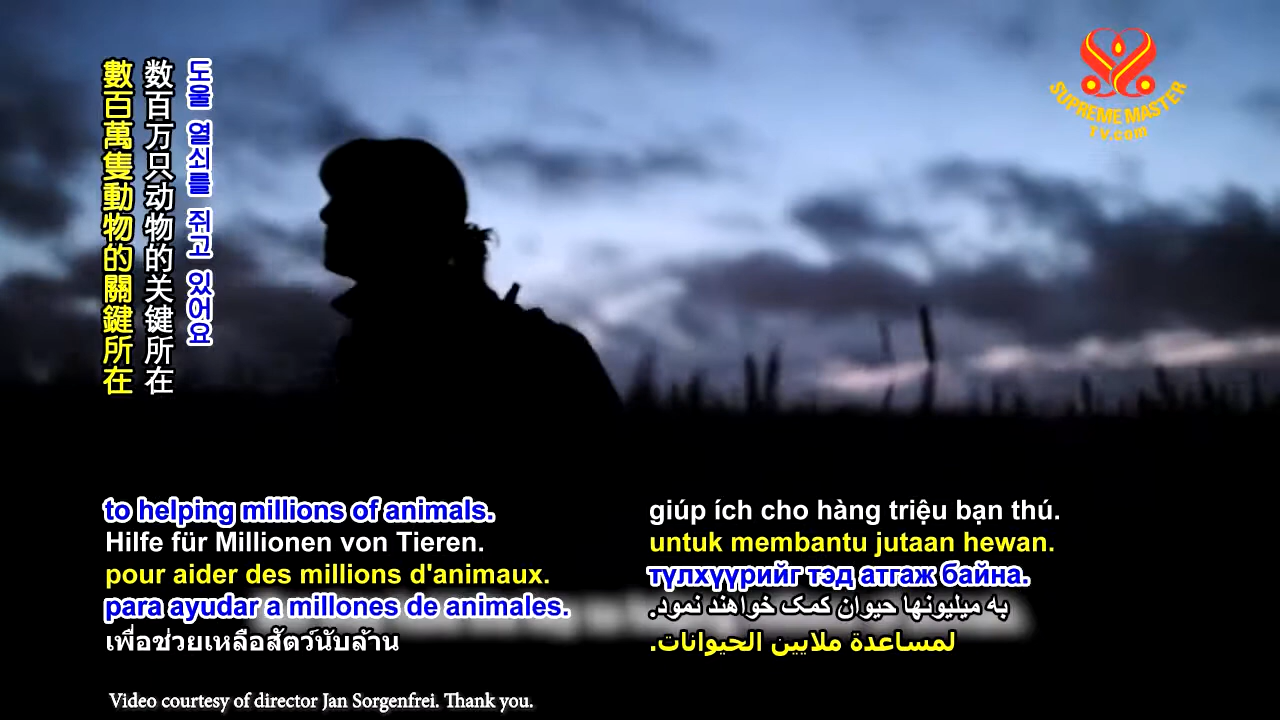 數百萬隻動物的關鍵所在
数百万只动物的关键所在
도울 열쇠를 쥐고 있어요
SUPREME MASTER
TV.com
to helping millions of animals.
Hilfe für Millionen von Tieren.
pour aider des millions d'animaux.
para ayudar a millones de animales.
เพื่อช่วยเหลือสัตว์นับล้าน
giúp ích cho hàng triệu bạn thú.
untuk membantu jutaan hewan.
түлхүүрийг тэд атгаж байна.
به میلیونها حیوان کمک خواهند نمود.
لمساعدة ملايين الحيوانات.
Video courtesy of director Jan Sorgenfrei. Thank you.